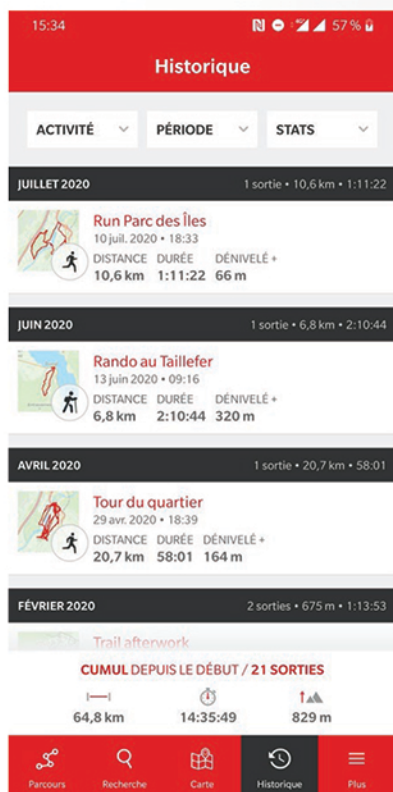 15:34 57 %
Historique
ACTIVITÉ PÉRIODE STATS
JUILLET 2020 1 sortie • 10,6 km • 1:11:22
Run Parc des Îles
10 juil. 2020 • 18:33
DISTANCE DURÉE DÉNIVELÉ +
10,6 km 1:11:22 66 m
JUIN 2020 1 sortie • 6,8 km • 2:10:44
Rando au Taillefer
13 juin 2020 • 09:16
DISTANCE DURÉE DÉNIVELÉ +
6,8 km 2:10:44 320 m
AVRIL 2020 1 sortie • 20,7 km • 58:01
Tour du quartier
29 avr. 2020 • 18:39
DISTANCE DURÉE DÉNIVELÉ +
20,7 km 58:01 164 m
FÉVRIER 2020 2 sorties • 675 m • 1:13:53
Trail afterwork
CUMUL DEPUIS LE DÉBUT / 21 SORTIES
64,8 km 14:35:49 829 m
Parcours Recherche Carte Historique Plus